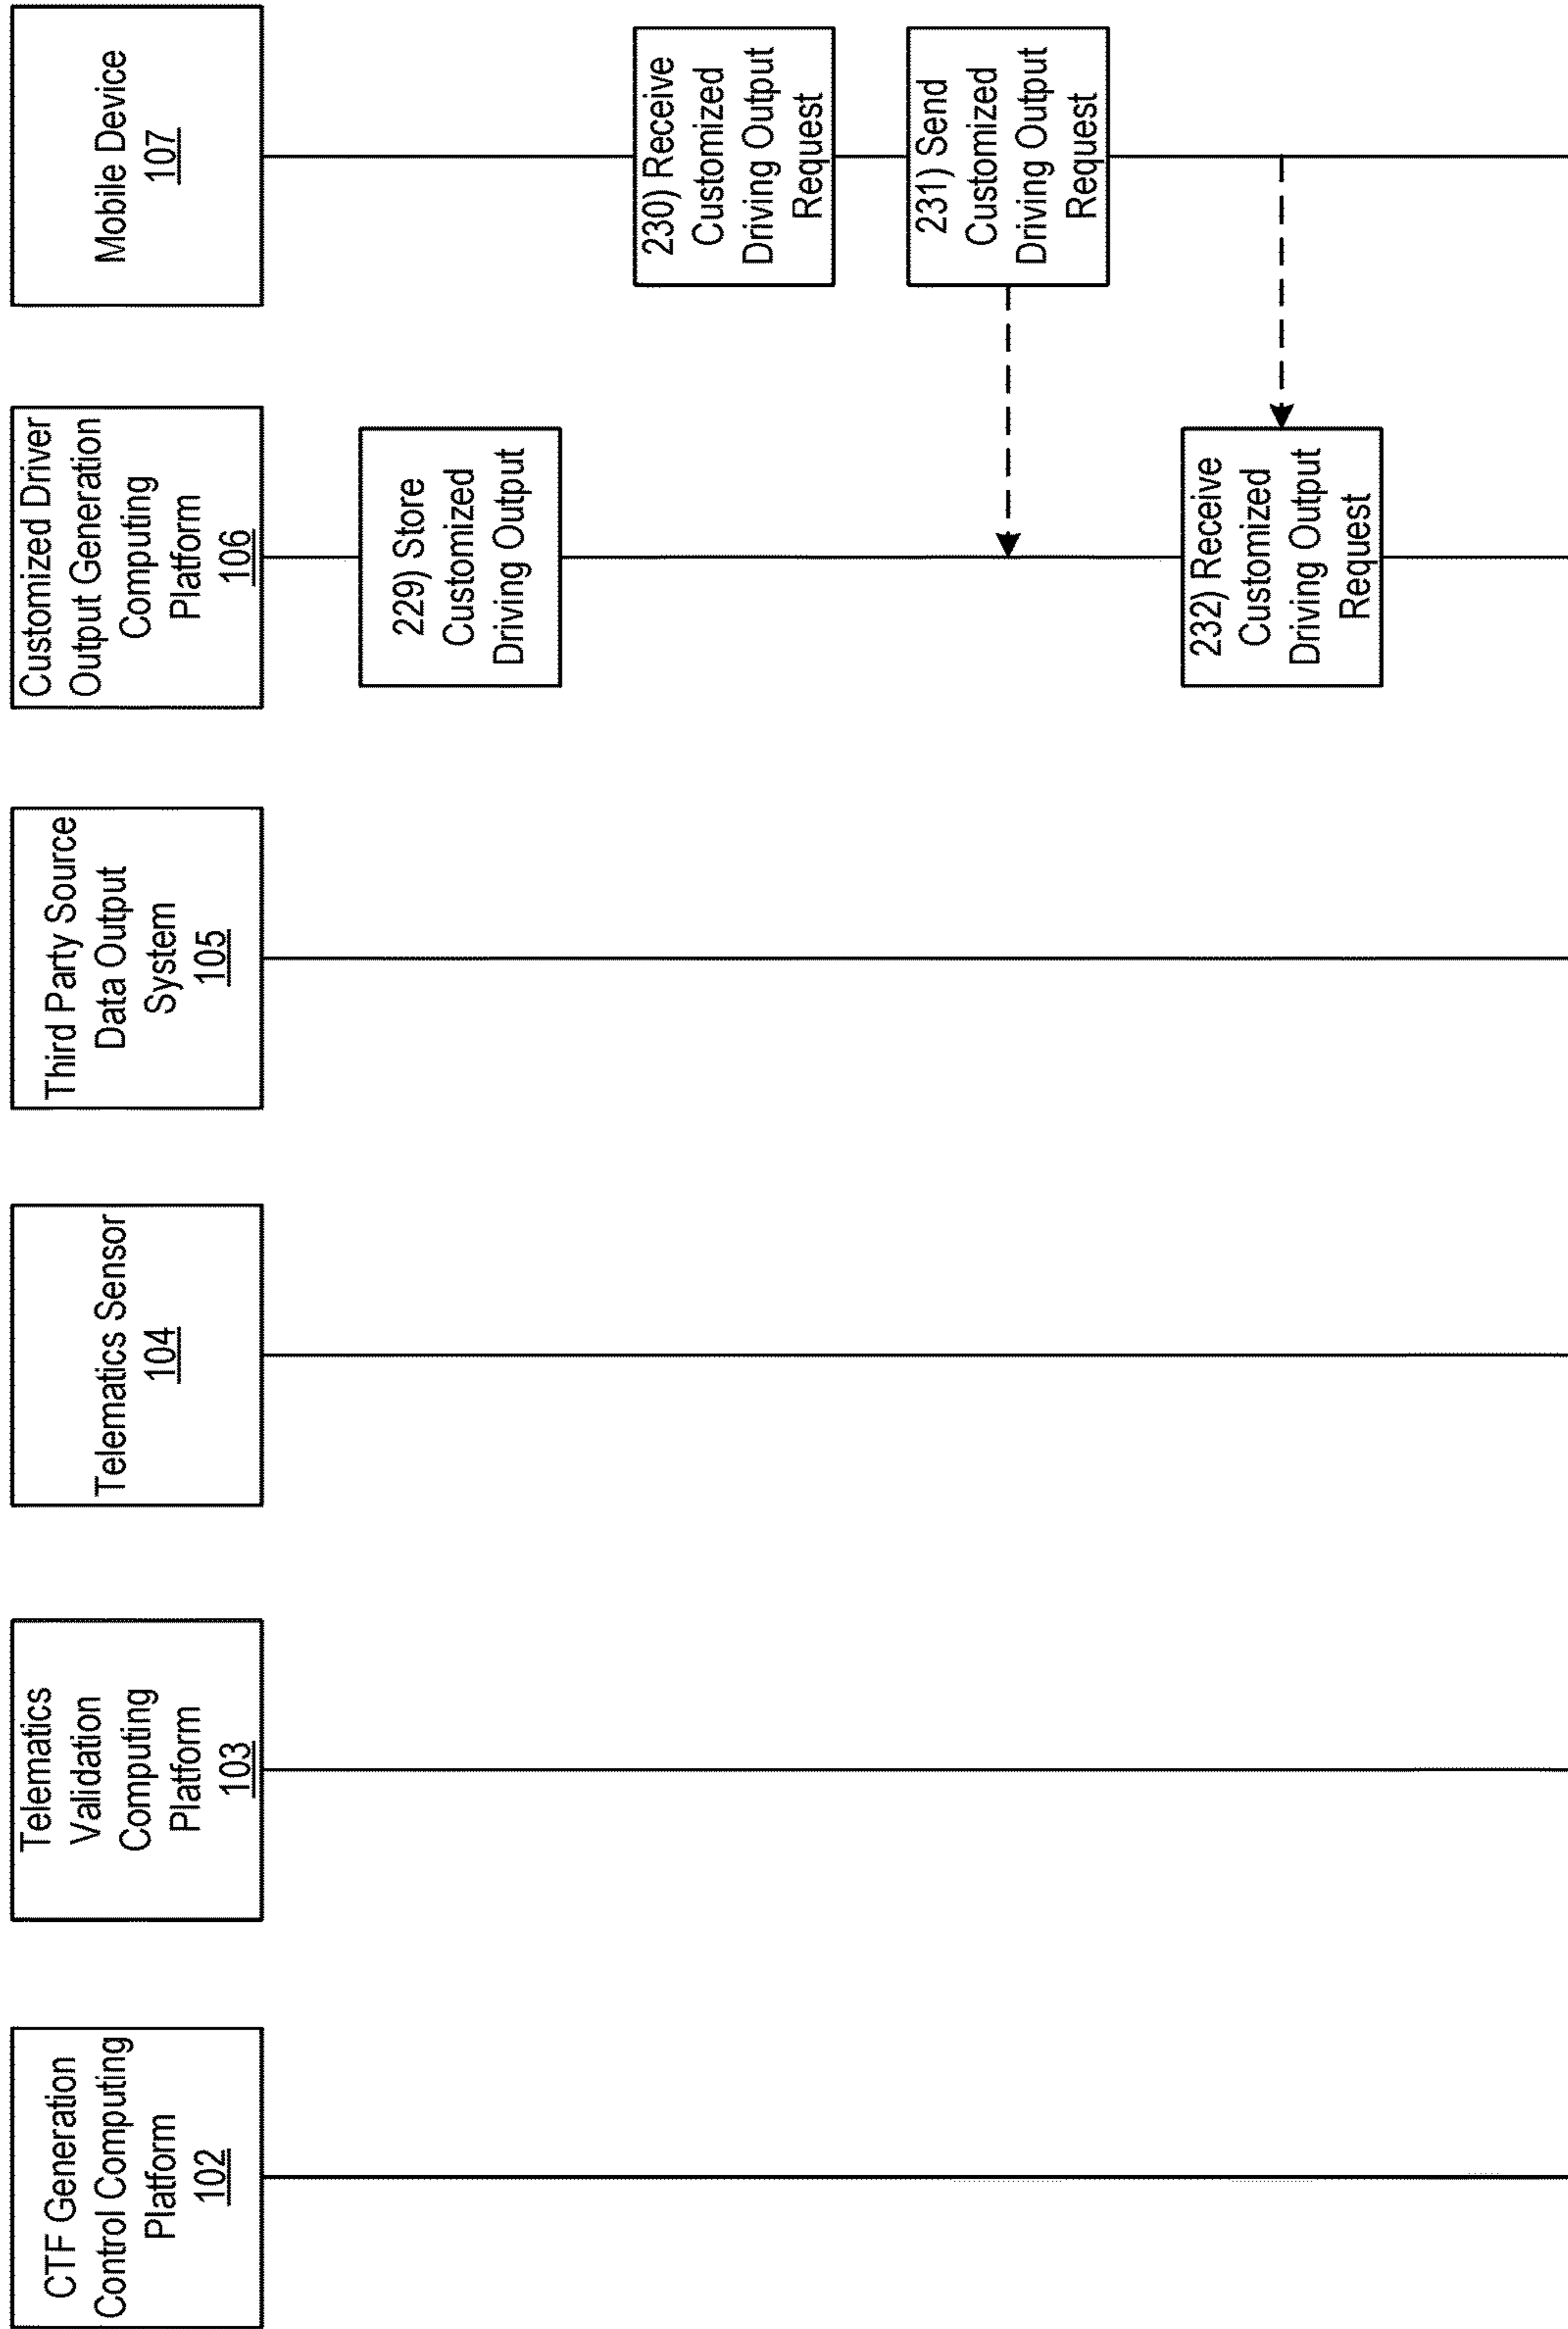 CTF Generation
Control Computing
Platform
102
Telematics
Validation
Computing
Platform
103
Telematics Sensor
104
Third Party Source
Data Output
System
105
Customized Driver
Output Generation
Computing
Platform
106
Mobile Device
107
229) Store
Customized
Driving Output
230) Receive
Customized
Driving Output
Request
231) Send
Customized
Driving Output
Request
232) Receive
Customized
Driving Output
Request